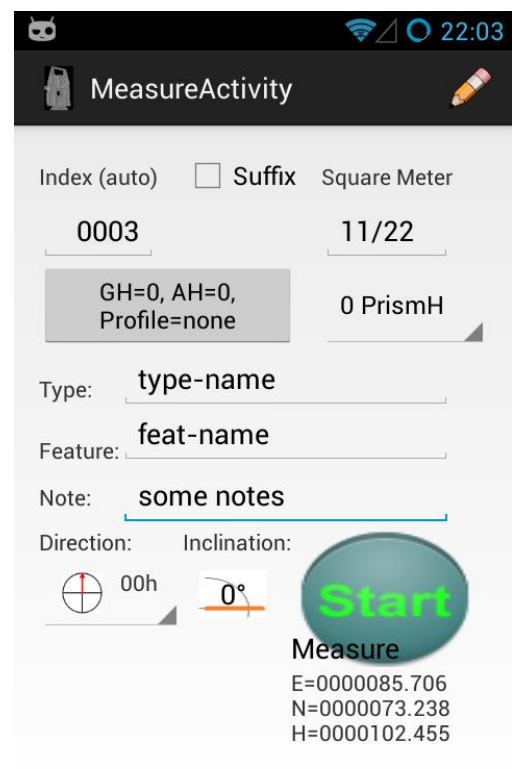 22:03
MeasureActivity
Index (auto) Suffix Square Meter
0003 11/22
GH=0, AH=0,
Profile=none
0 PrismH
Type: type-name
Feature: feat-name
Note: some notes
Direction: Inclination:
00h 0° Start
Measure
E=0000085.706
N=0000073.238
H=0000102.455